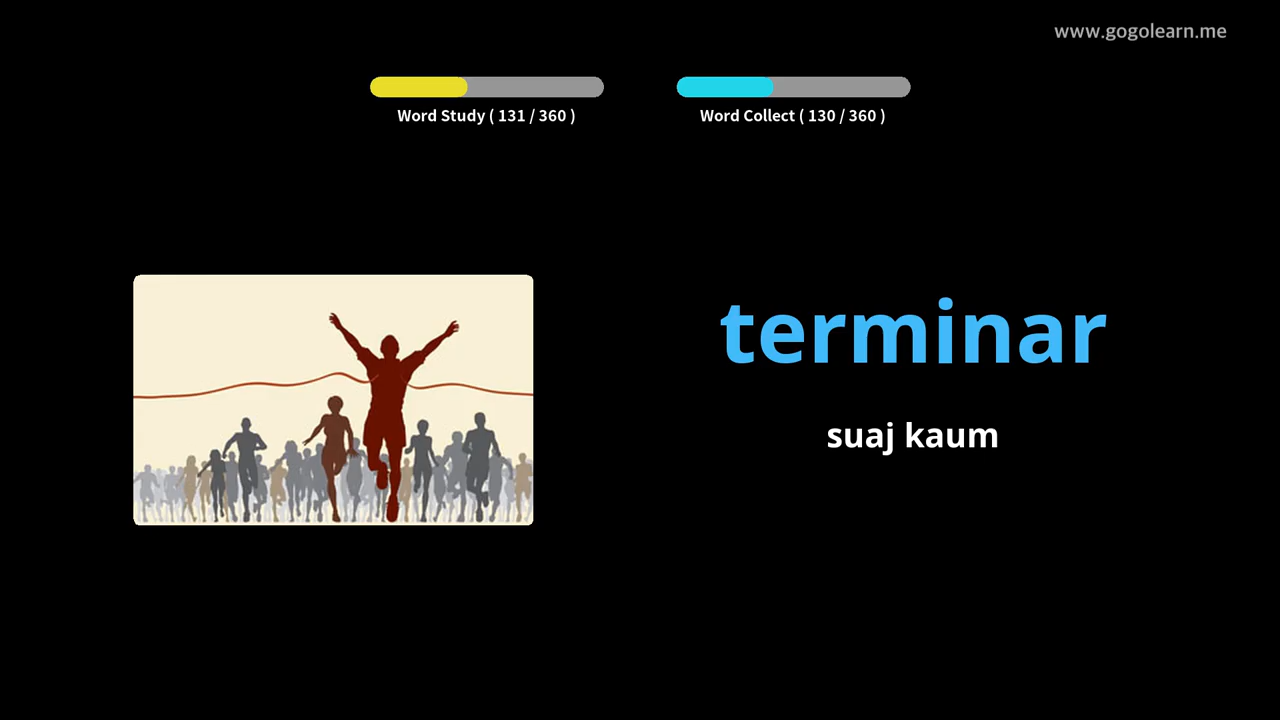 www.gogolearn.me
Word Study ( 131 / 360 )
Word Collect ( 130 / 360 )
terminar
suaj kaum